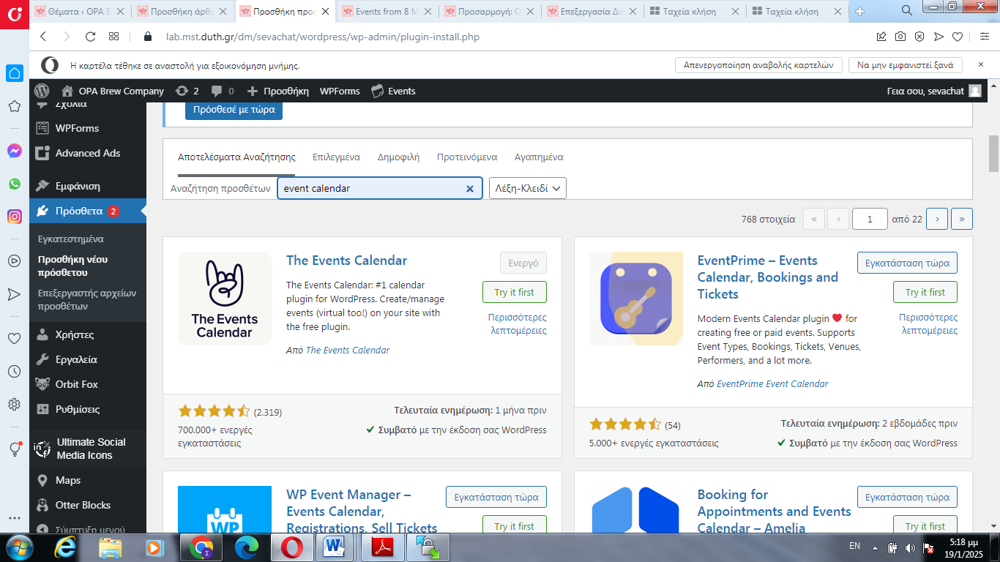 Θέματα ‹ OPA B
Προσθήκη άρθρ
Προσθήκη προσ
Events from 8 M
Προσαρμογή: O
Επεξεργασία Δι
Ταχεία κλήση
Ταχεία κλήση
lab.mst.duth.gr/dm/sevachat/wordpress/wp-admin/plugin-install.php
Η καρτέλα τέθηκε σε αναστολή για εξοικονόμηση μνήμης.
Απενεργοποίηση αναβολής καρτελών
Να μην εμφανιστεί ξανά
OPA Brew Company
2
0
Προσθήκη
WPForms
Events
Γεια σου, sevachat
Σχόλια
WPForms
Advanced Ads
Εμφάνιση
Πρόσθετα 2
Εγκατεστημένα
Προσθήκη νέου
πρόσθετου
Επεξεργαστής αρχείων
προσθέτων
Χρήστες
Εργαλεία
Orbit Fox
Ρυθμίσεις
Ultimate Social
Media Icons
Maps
Otter Blocks
Σύμπτυξη μενού
Πρόσθεσέ με τώρα
Αποτελέσματα Αναζήτησης
Επιλεγμένα
Δημοφιλή
Προτεινόμενα
Αγαπημένα
Αναζήτηση προσθέτων
event calendar
Λέξη-Κλειδί
768 στοιχεία « ‹ 1 από 22 › »
The Events
Calendar
The Events Calendar
Ενεργό
Try it first
Περισσότερες
λεπτομέρειες
The Events Calendar: #1 calendar
plugin for WordPress. Create/manage
events (virtual too!) on your site with
the free plugin.
Από The Events Calendar
(2.319)
700.000+ ενεργές
εγκαταστάσεις
Τελευταία ενημέρωση: 1 μήνα πριν
Συμβατό με την έκδοση σας WordPress
EventPrime – Events
Calendar, Bookings and
Tickets
Εγκατάσταση τώρα
Try it first
Περισσότερες
λεπτομέρειες
Modern Events Calendar plugin ❤ for
creating free or paid events. Supports
Event Types, Bookings, Tickets, Venues,
Performers, and a lot more.
Από EventPrime Event Calendar
(54)
5.000+ ενεργές εγκαταστάσεις
Τελευταία ενημέρωση: 2 εβδομάδες πριν
Συμβατό με την έκδοση σας WordPress
WP
WP Event Manager –
Events Calendar,
Registrations, Sell Tickets
Εγκατάσταση τώρα
Try it first
Booking for
Appointments and Events
Calendar – Amelia
Εγκατάσταση τώρα
Try it first
EN
5:18 μμ
19/1/2025